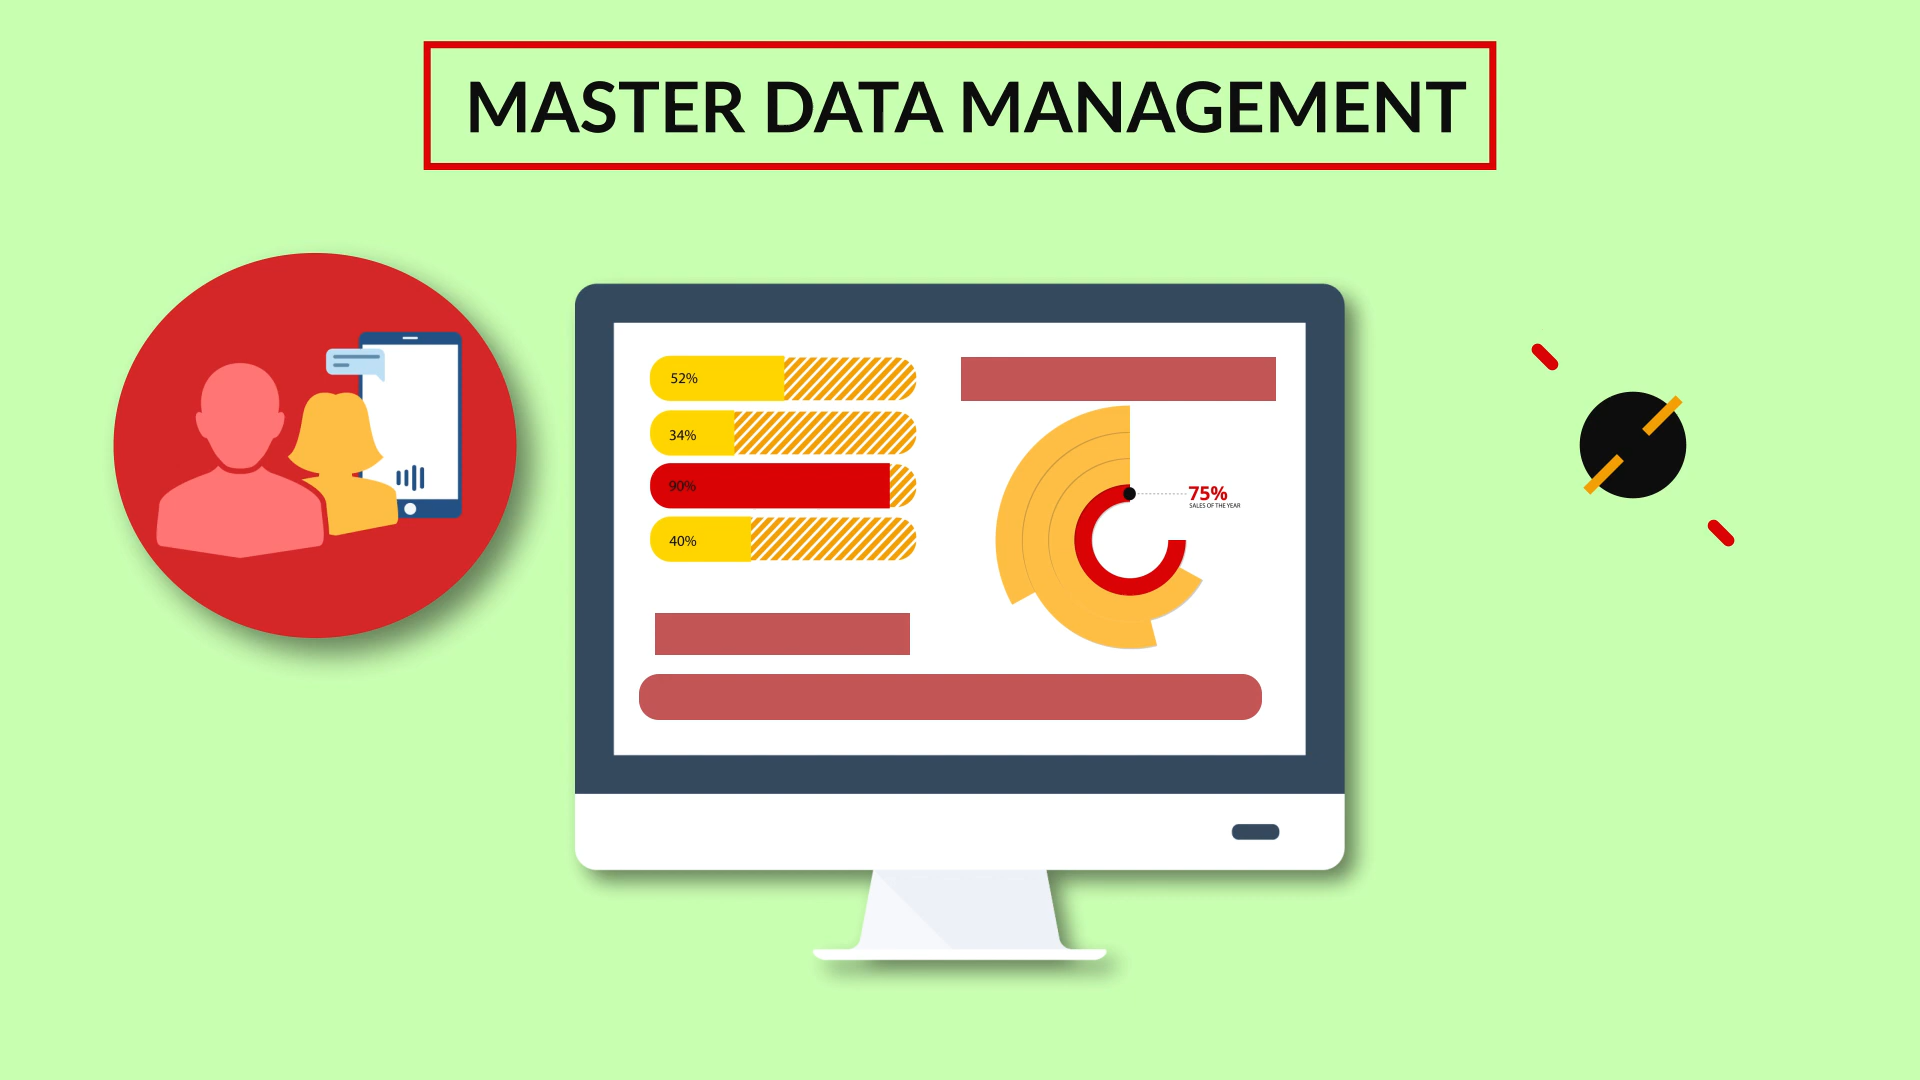 MASTER DATA MANAGEMENT
52%
34%
90%
40%
75%
SALES OF THE YEAR